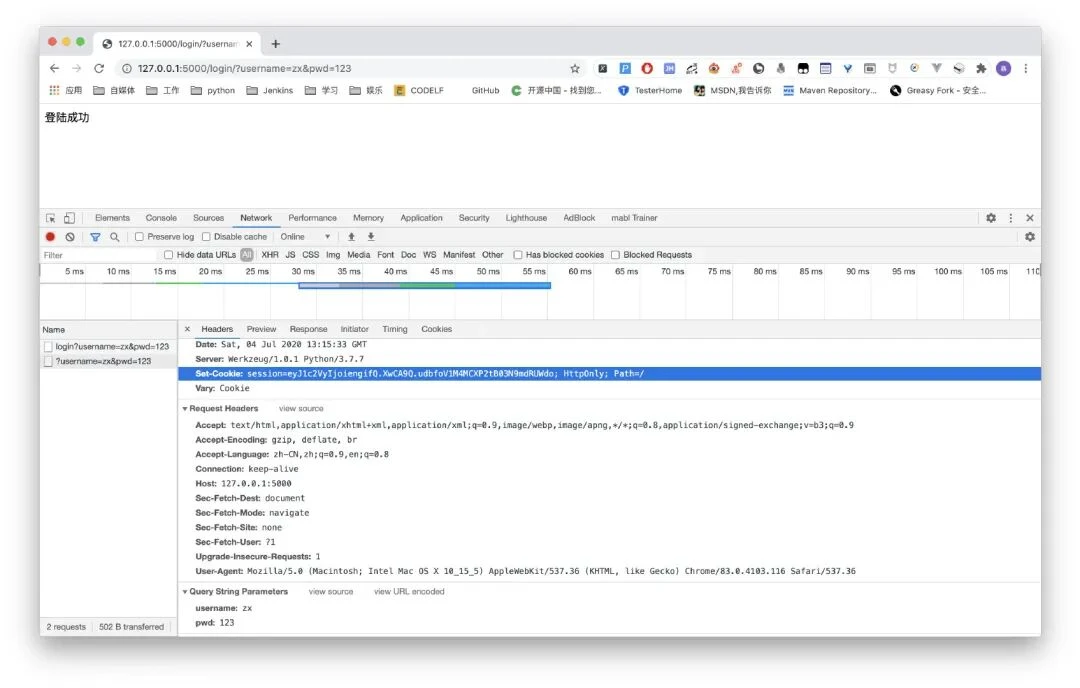 127.0.0.1:5000/login/?usernam
127.0.0.1:5000/login/?username=zx&pwd=123
应用 自媒体 工作 python Jenkins 学习 娱乐 CODELF GitHub 开源中国 - 找到您... TesterHome MSDN,我告诉你 Maven Repository... Greasy Fork - 安全...
登陆成功
Elements Console Sources Network Performance Memory Application Security Lighthouse AdBlock mabl Trainer
Preserve log Disable cache Online
Filter Hide data URLs All XHR JS CSS Img Media Font Doc WS Manifest Other Has blocked cookies Blocked Requests
5 ms 10 ms 15 ms 20 ms 25 ms 30 ms 35 ms 40 ms 45 ms 50 ms 55 ms 60 ms 65 ms 70 ms 75 ms 80 ms 85 ms 90 ms 95 ms 100 ms 105 ms 110
Name
login?username=zx&pwd=123
?username=zx&pwd=123
2 requests 502 B transferred
Headers Preview Response Initiator Timing Cookies
Date: Sat, 04 Jul 2020 13:15:33 GMT
Server: Werkzeug/1.0.1 Python/3.7.7
Set-Cookie: session=eyJ1c2VyIjoiengifQ.XwCA9Q.udbfoV1M4MCXP2tB03N9mdRUWdo; HttpOnly; Path=/
Vary: Cookie
Request Headers view source
Accept: text/html,application/xhtml+xml,application/xml;q=0.9,image/webp,image/apng,*/*;q=0.8,application/signed-exchange;v=b3;q=0.9
Accept-Encoding: gzip, deflate, br
Accept-Language: zh-CN,zh;q=0.9,en;q=0.8
Connection: keep-alive
Host: 127.0.0.1:5000
Sec-Fetch-Dest: document
Sec-Fetch-Mode: navigate
Sec-Fetch-Site: none
Sec-Fetch-User: ?1
Upgrade-Insecure-Requests: 1
User-Agent: Mozilla/5.0 (Macintosh; Intel Mac OS X 10_15_5) AppleWebKit/537.36 (KHTML, like Gecko) Chrome/83.0.4103.116 Safari/537.36
Query String Parameters view source view URL encoded
username: zx
pwd: 123